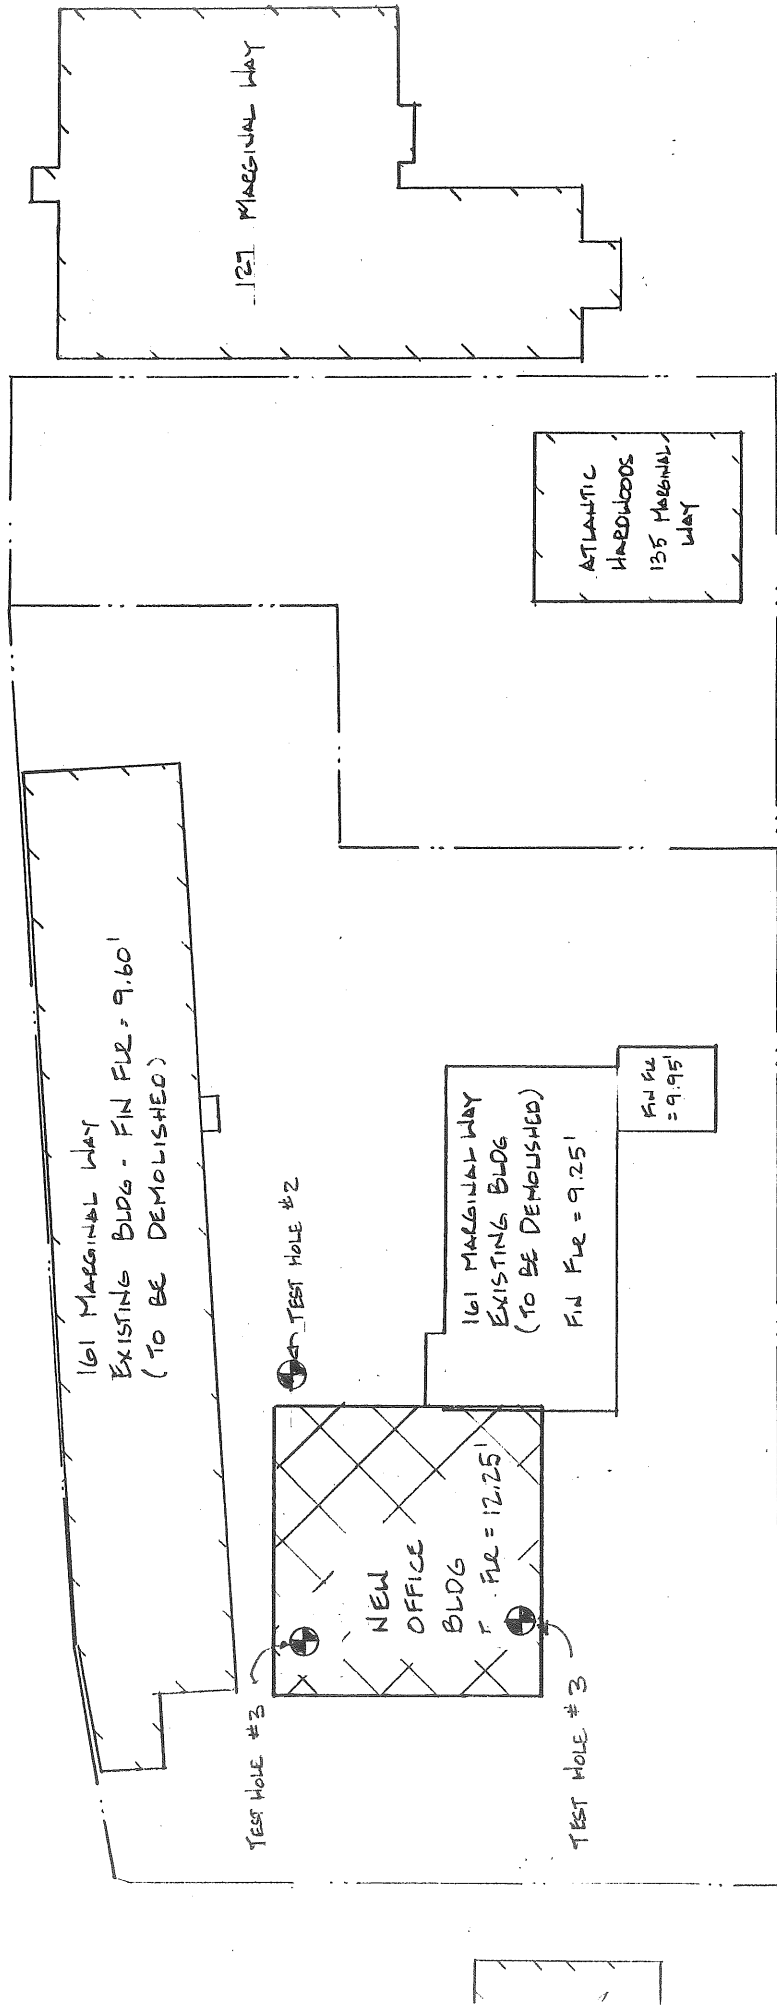 129 MARGINAL WAY
ATLANTIC
HARDWOODS
135 MARGINAL
WAY
161 MARGINAL WAY
EXISTING BLDG - FIN FLR = 9.60'
(TO BE DEMOLISHED)
TEST HOLE #2
161 MARGINAL WAY
EXISTING BLDG
(TO BE DEMOLISHED)
FIN FLR = 9.25'
FIN FLR
= 9.95'
NEW
OFFICE
BLDG
FLR = 12.25'
TEST HOLE #3
TEST HOLE #3